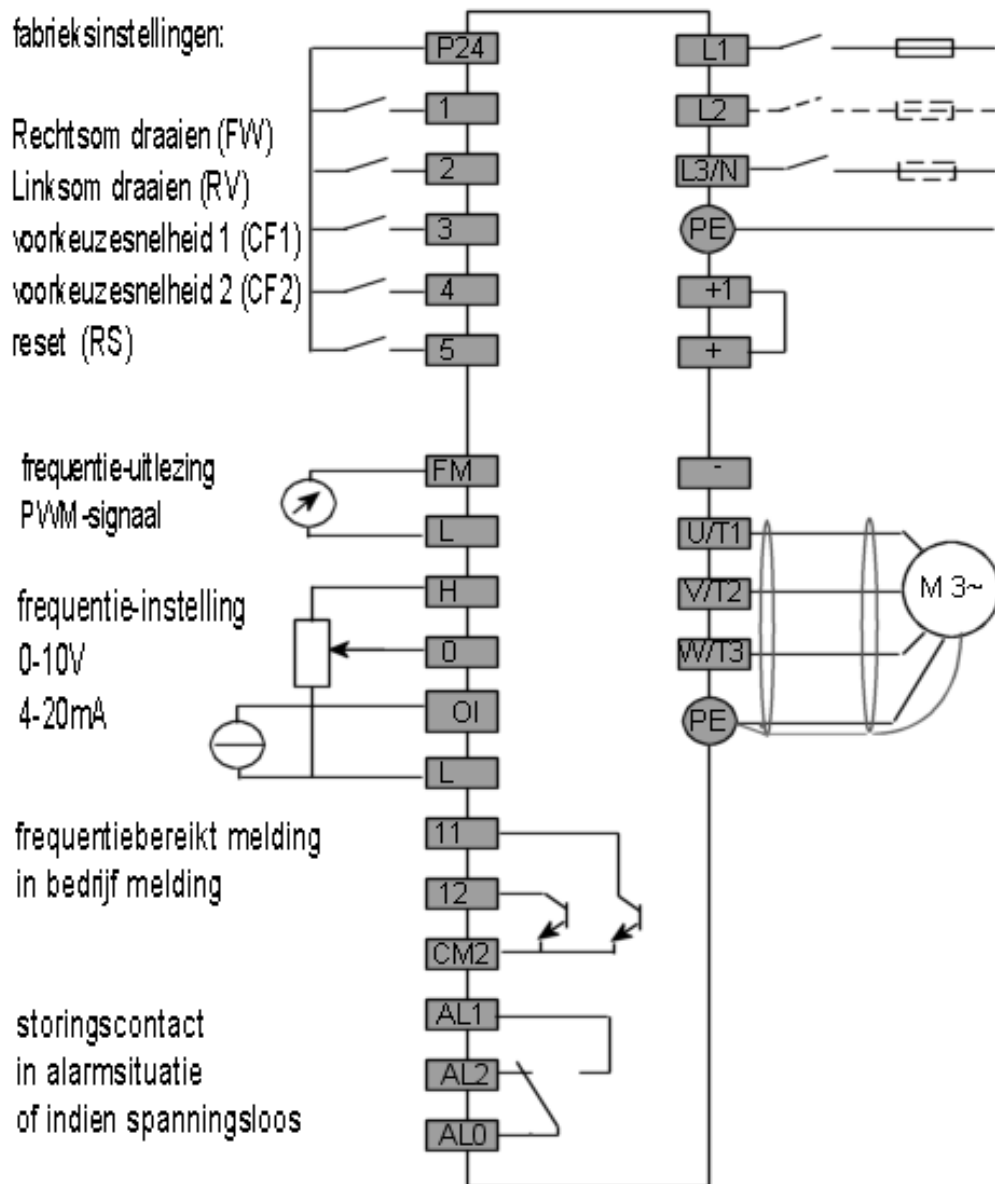 fabrieksinstellingen:
Rechtsom draaien (FW)
Linksom draaien (RV)
voorkeuzesnelheid 1 (CF1)
voorkeuzesnelheid 2 (CF2)
reset (RS)
frequentie-uitlezing
PWM-signaal
frequentie-instelling
0-10V
4-20mA
frequentiebereikt melding
in bedrijf melding
storingscontact
in alarmsituatie
of indien spanningsloos
P24
1
2
3
4
5
FM
L
H
0
OI
L
11
12
CM2
AL1
AL2
AL0
L1
L2
L3/N
PE
+1
+
-
U/T1
V/T2
W/T3
PE
M 3~